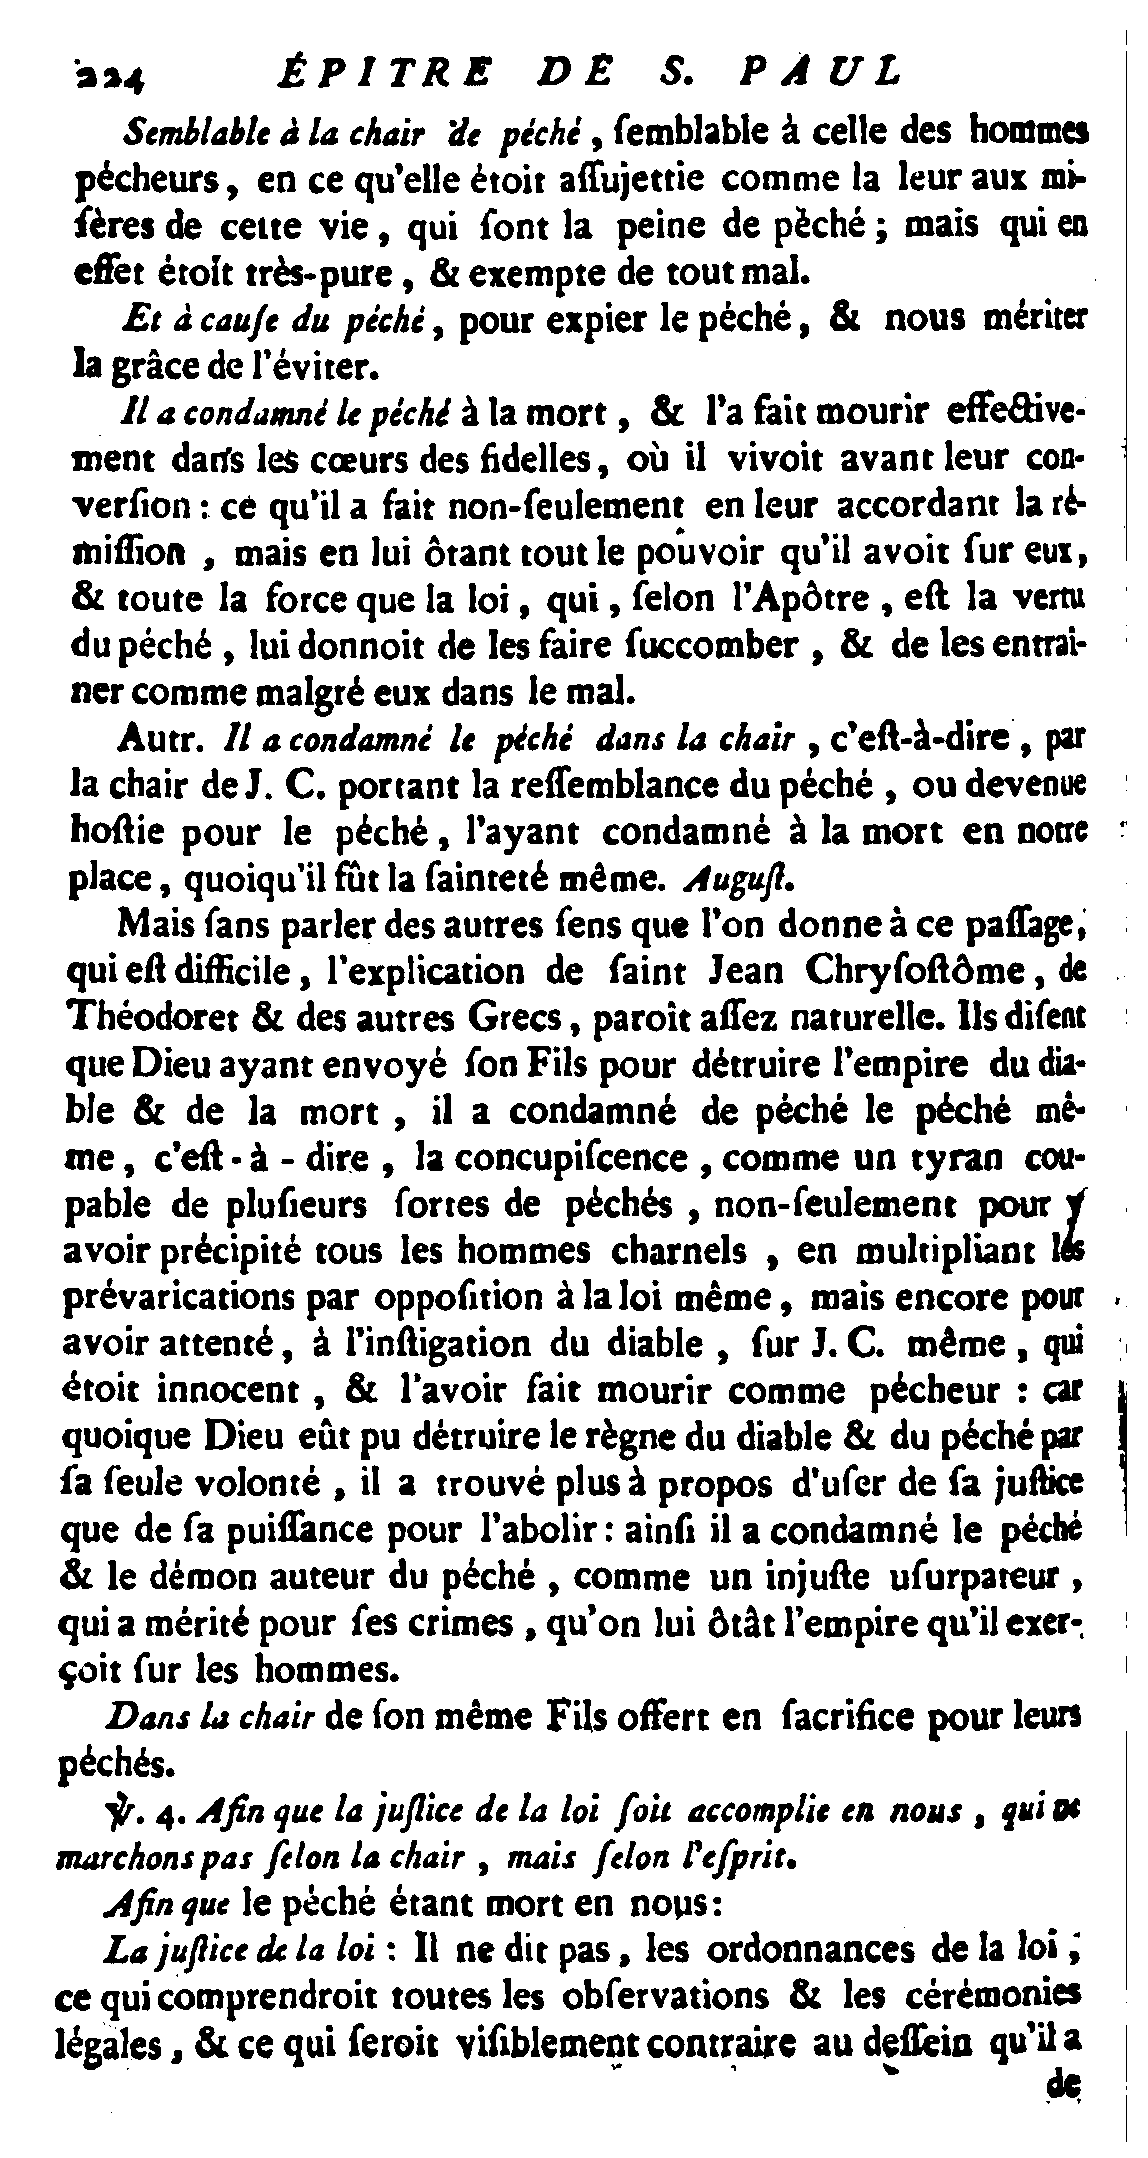 224 ÉPITRE DE S. PAUL
Semblable à la chair de péché, ſemblable à celle des hommes
pécheurs, en ce qu'elle étoit aſſujettie comme la leur aux mi-
ſères de cette vie, qui ſont la peine de péché; mais qui en
effet étoit très-pure, & exempte de tout mal.
Et à cauſe du péché, pour expier le péché, & nous mériter
la grâce de l'éviter.
Il a condamné le péché à la mort, & l'a fait mourir effective-
ment dans les cœurs des fidelles, où il vivoit avant leur con-
verſion: ce qu'il a fait non-ſeulement en leur accordant la ré-
miſſion, mais en lui ôtant tout le pouvoir qu'il avoit ſur eux,
& toute la force que la loi, qui, ſelon l'Apôtre, eſt la vertu
du péché, lui donnoit de les faire ſuccomber, & de les entraî-
ner comme malgré eux dans le mal.
Autr. Il a condamné le péché dans la chair, c'eſt-à-dire, par
la chair de J. C. portant la reſſemblance du péché, ou devenue
hoſtie pour le péché, l'ayant condamné à la mort en notre
place, quoiqu'il fût la ſainteté même. Auguſt.
Mais ſans parler des autres ſens que l'on donne à ce paſſage,
qui eſt difficile, l'explication de ſaint Jean Chryſoſtôme, de
Théodoret & des autres Grecs, paroît aſſez naturelle. Ils diſent
que Dieu ayant envoyé ſon Fils pour détruire l'empire du dia-
ble & de la mort, il a condamné de péché le péché mê-
me, c'eſt-à-dire, la concupiſcence, comme un tyran cou-
pable de pluſieurs ſortes de péchés, non-ſeulement pour y
avoir précipité tous les hommes charnels, en multipliant les
prévarications par oppoſition à la loi même, mais encore pour
avoir attenté, à l'inſtigation du diable, ſur J. C. même, qui
étoit innocent, & l'avoir fait mourir comme pécheur: car
quoique Dieu eût pu détruire le règne du diable & du péché par
ſa ſeule volonté, il a trouvé plus à propos d'uſer de ſa juſtice
que de ſa puiſſance pour l'abolir: ainſi il a condamné le péché
& le démon auteur du péché, comme un injuſte uſurpateur,
qui a mérité pour ſes crimes, qu'on lui ôtât l'empire qu'il exer-
çoit ſur les hommes.
Dans la chair de ſon même Fils offert en ſacrifice pour leurs
péchés.
℣. 4. Afin que la juſtice de la loi ſoit accomplie en nous, qui ne
marchons pas ſelon la chair, mais ſelon l'eſprit.
Afin que le péché étant mort en nous:
La juſtice de la loi: Il ne dit pas, les ordonnances de la loi,
ce qui comprendroit toutes les obſervations & les cérémonies
légales, & ce qui ſeroit viſiblement contraire au deſſein qu'il a
de